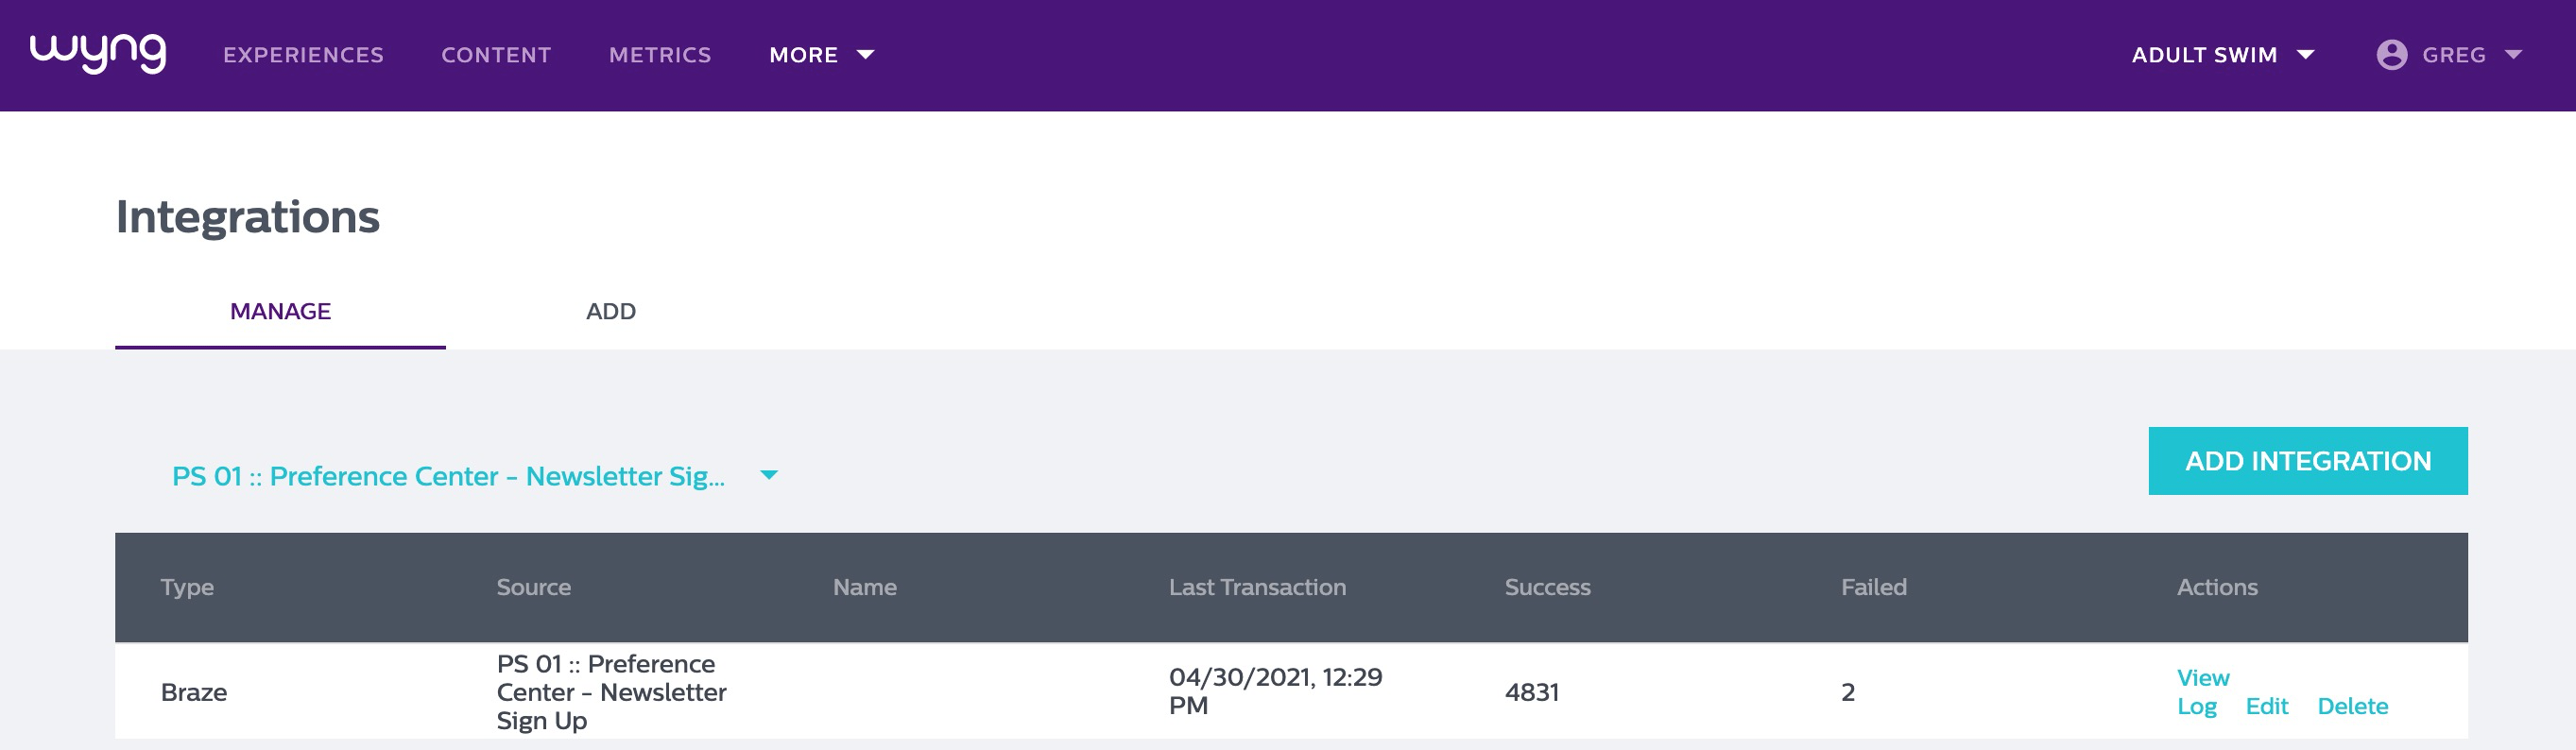 wyng
EXPERIENCES
CONTENT
METRICS
MORE
ADULT SWIM
GREG
Integrations
MANAGE
ADD
PS 01 :: Preference Center - Newsletter Sig...
ADD INTEGRATION
Type
Source
Name
Last Transaction
Success
Failed
Actions
Braze
PS 01 :: Preference
Center - Newsletter
Sign Up
04/30/2021, 12:29
PM
4831
2
View
Log
Edit
Delete